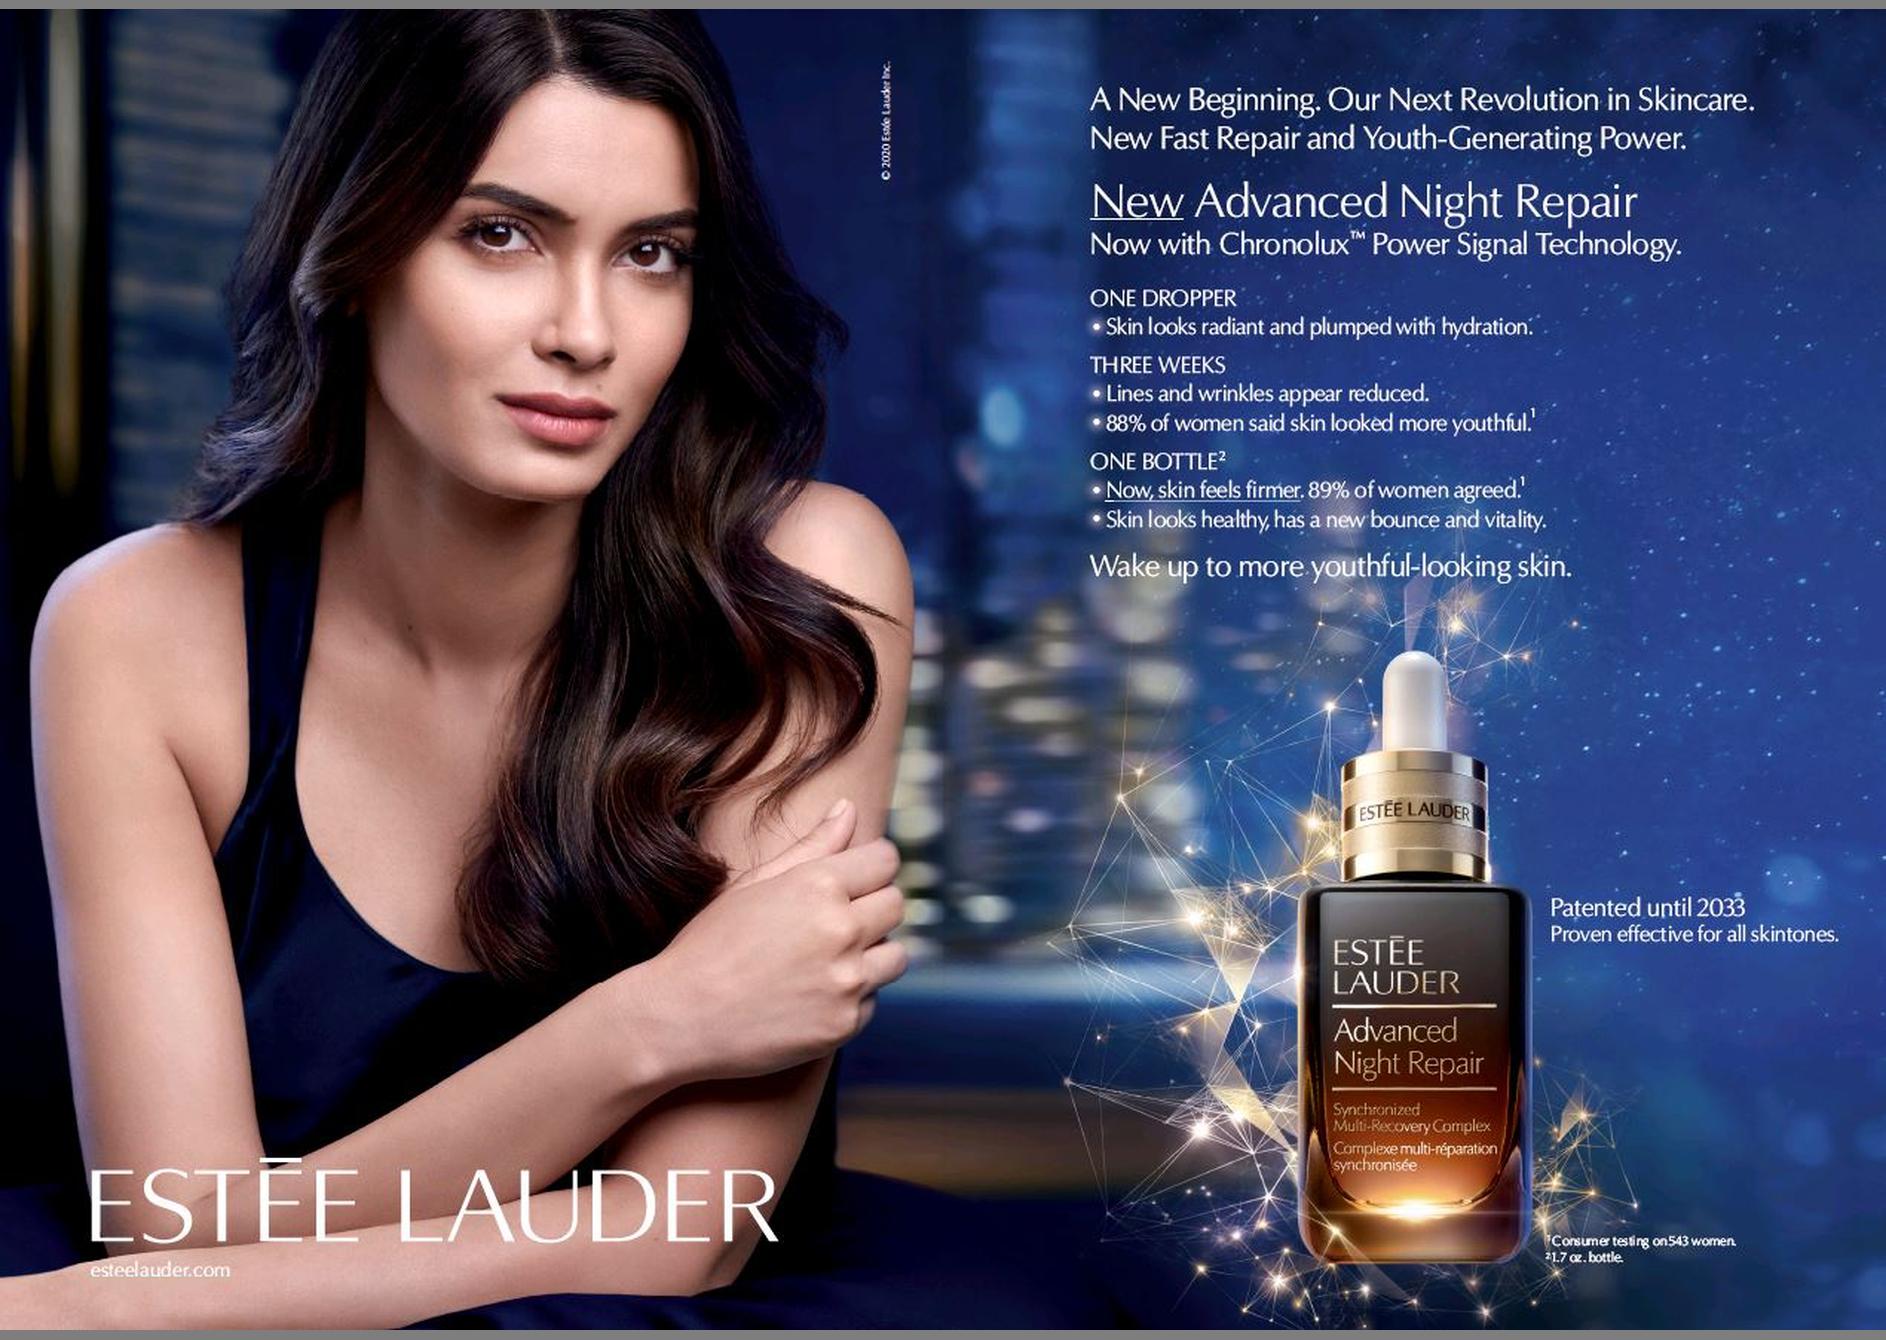 © 2020 Estée Lauder Inc.
A New Beginning. Our Next Revolution in Skincare.
New Fast Repair and Youth-Generating Power.
New Advanced Night Repair
Now with Chronolux™ Power Signal Technology.
ONE DROPPER
• Skin looks radiant and plumped with hydration.
THREE WEEKS
• Lines and wrinkles appear reduced.
• 88% of women said skin looked more youthful.¹
ONE BOTTLE²
• Now, skin feels firmer. 89% of women agreed.¹
• Skin looks healthy, has a new bounce and vitality.
Wake up to more youthful-looking skin.
ESTĒE LAUDER
ESTĒE
LAUDER
Advanced
Night Repair
Synchronized
Multi-Recovery Complex
Complexe multi-réparation
synchronisée
Patented until 2033
Proven effective for all skintones.
¹Consumer testing on 543 women.
²1.7 oz. bottle.
ESTĒE LAUDER
esteelauder.com